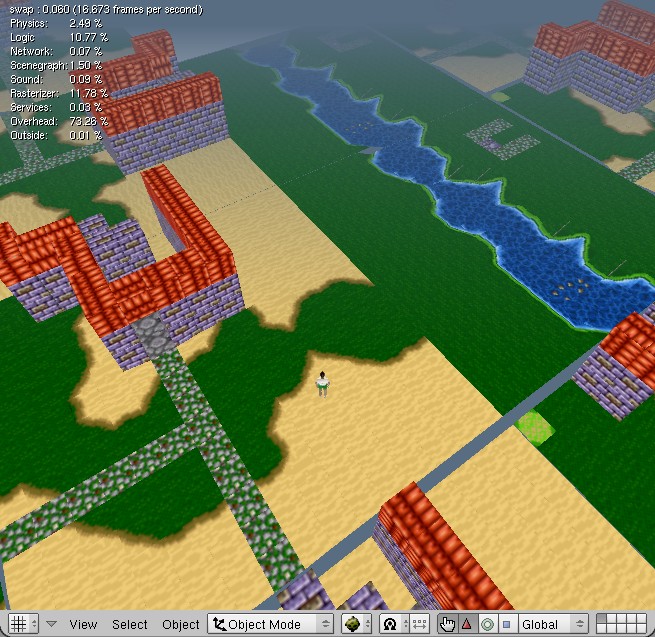 swap : 0.060 (16.673 frames per second)
Physics: 2.49 %
Logic 10.77 %
Network: 0.07 %
Scenegraph: 1.50 %
Sound: 0.09 %
Rasterizer: 11.78 %
Services: 0.03 %
Overhead: 73.26 %
Outside: 0.01 %
View Select Object Object Mode Global